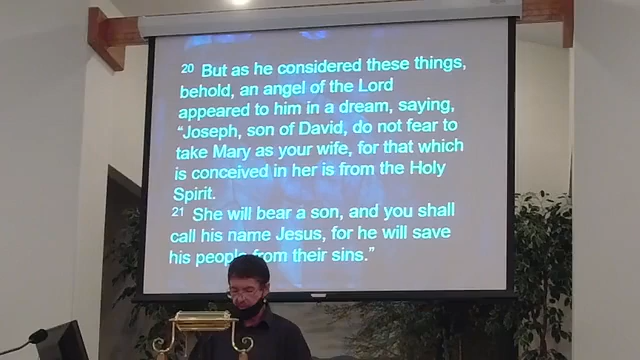 20 But as he considered these things,
behold, an angel of the Lord
appeared to him in a dream, saying,
“Joseph, son of David, do not fear to
take Mary as your wife, for that which
is conceived in her is from the Holy
Spirit.
21 She will bear a son, and you shall
call his name Jesus, for he will save
his people from their sins.”